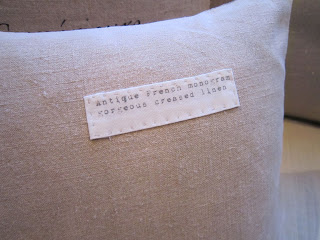 antique French monogram
gorgeous creased linen